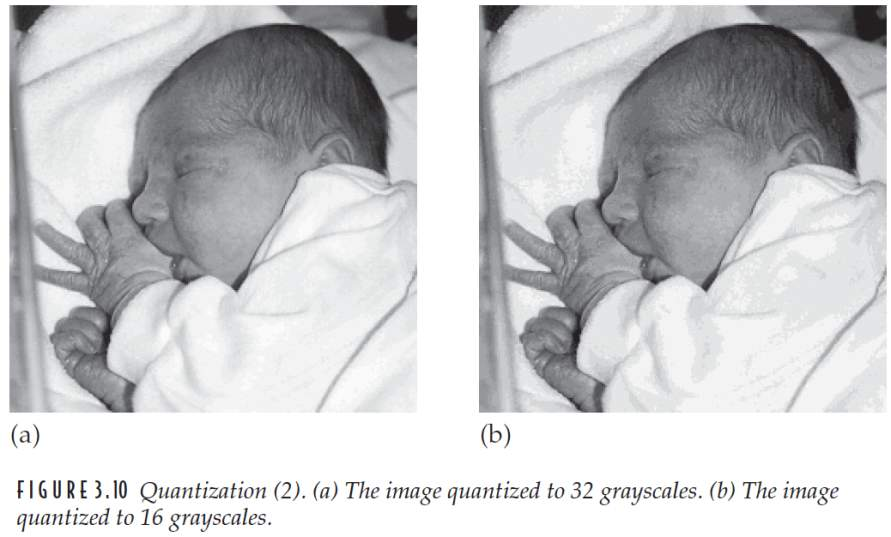 (a)
(b)
FIGURE 3.10 Quantization (2). (a) The image quantized to 32 grayscales. (b) The image
quantized to 16 grayscales.